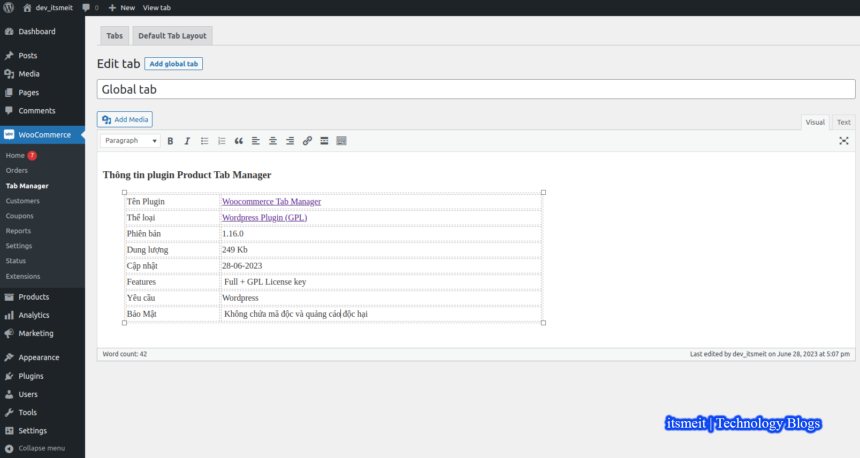 dev_itsmeit 0 New View tab
Dashboard
Posts
Media
Pages
Comments
WooCommerce
Home 7
Orders
Tab Manager
Customers
Coupons
Reports
Settings
Status
Extensions
Products
Analytics
Marketing
Appearance
Plugins
Users
Tools
Settings
Collapse menu
Tabs Default Tab Layout
Edit tab Add global tab
Global tab
Add Media
Visual Text
Paragraph B I
Thông tin plugin Product Tab Manager
Tên Plugin Woocommerce Tab Manager
Thể loại Wordpress Plugin (GPL)
Phiên bản 1.16.0
Dung lượng 249 Kb
Cập nhật 28-06-2023
Features Full + GPL License key
Yêu cầu Wordpress
Bảo Mật Không chứa mã độc và quảng cáo độc hại
Word count: 42 Last edited by dev_itsmeit on June 28, 2023 at 5:07 pm
itsmeit | Technology Blogs